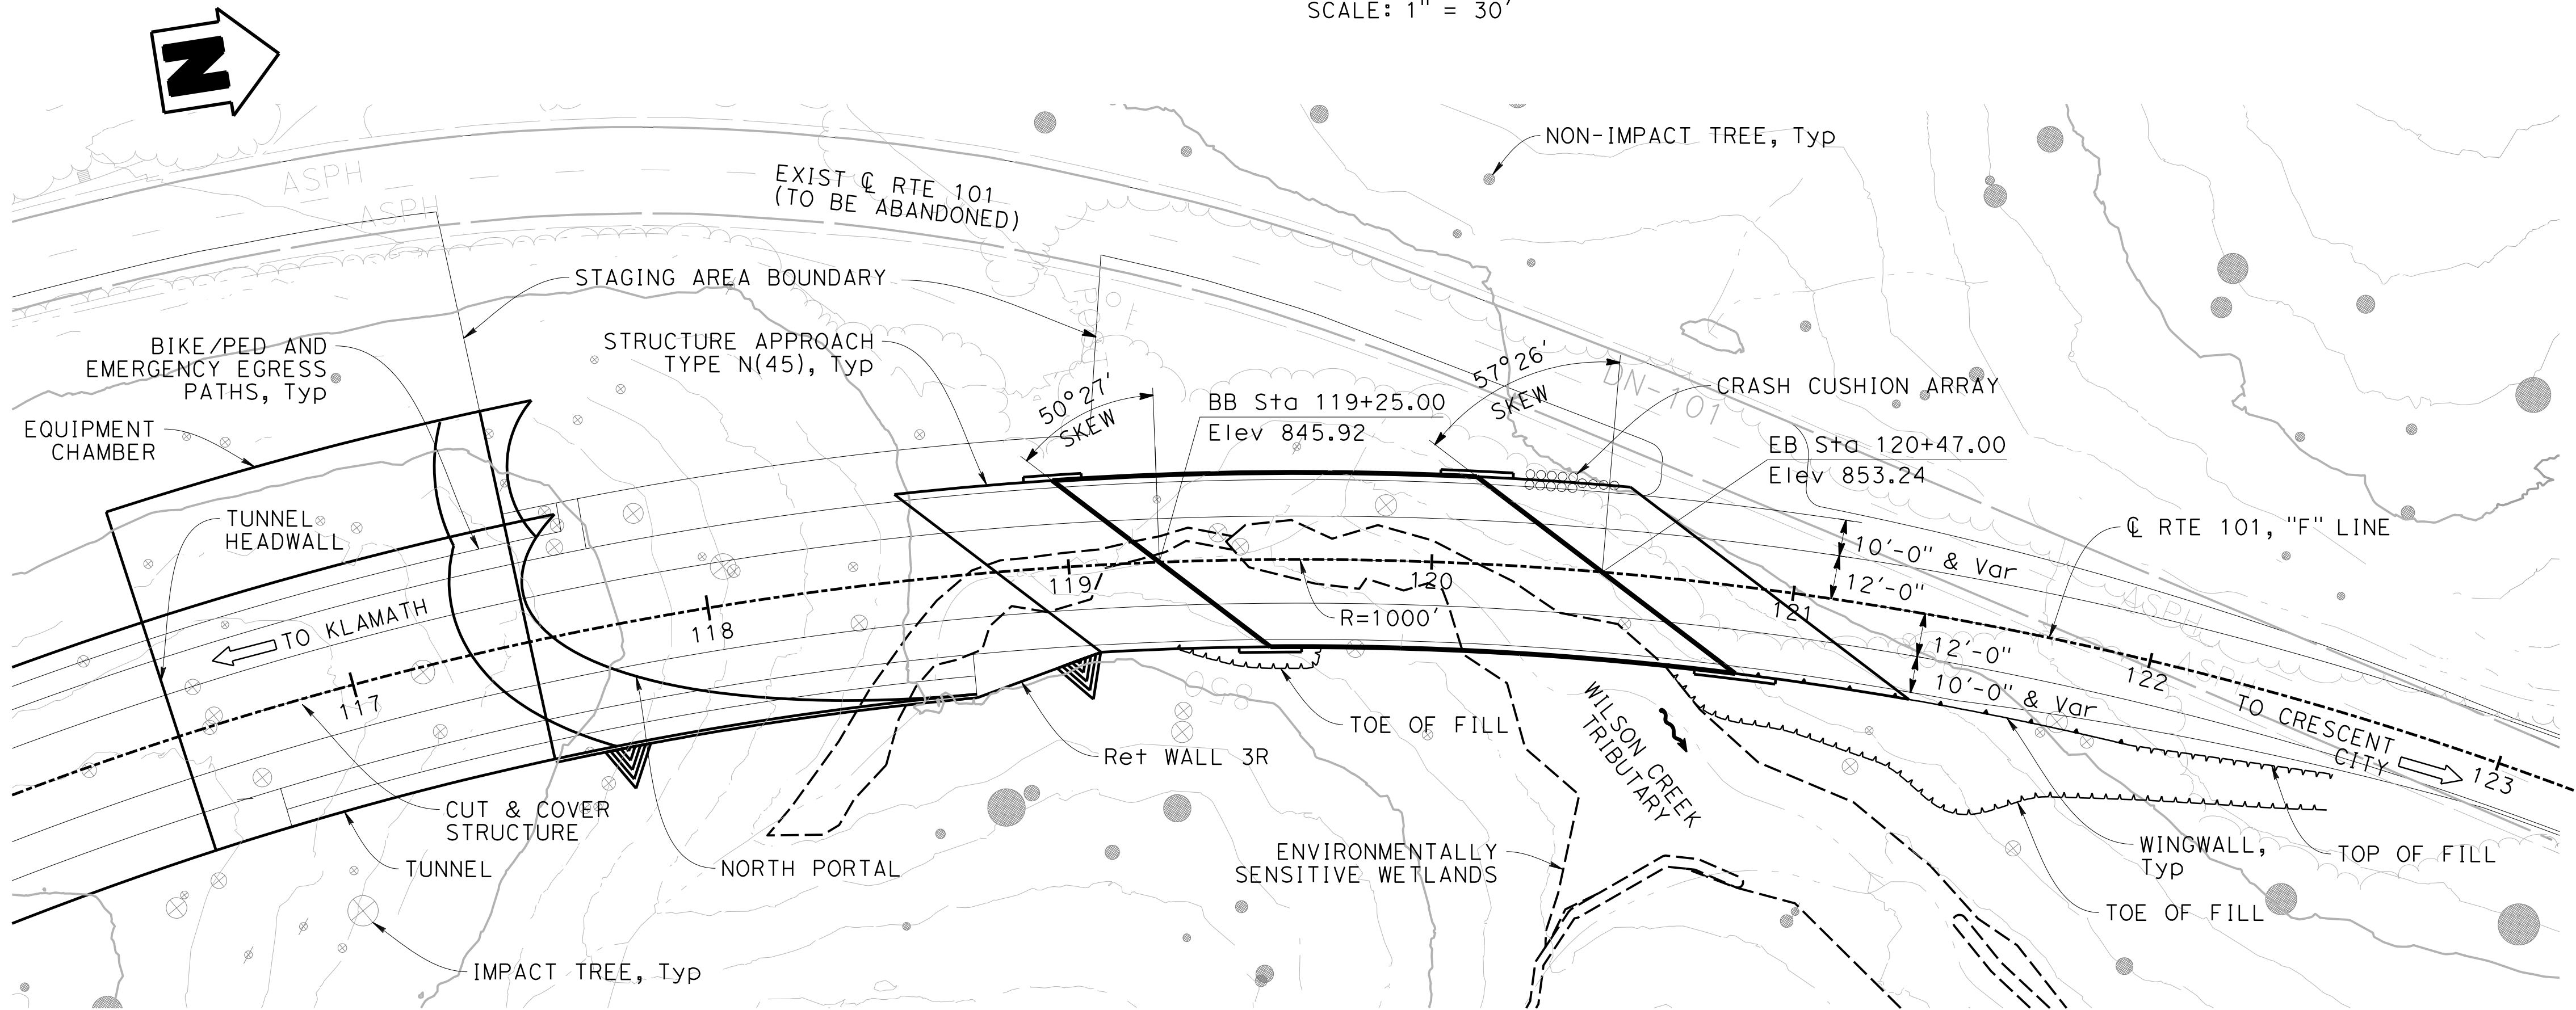 SCALE: 1" = 30'
N
NON-IMPACT TREE, Typ
ASPH
ASPH
EXIST ℄ RTE 101
(TO BE ABANDONED)
STAGING AREA BOUNDARY
BIKE/PED AND
EMERGENCY EGRESS
PATHS, Typ
STRUCTURE APPROACH
TYPE N(45), Typ
50°27'
SKEW
57°26'
SKEW
DN-101
CRASH CUSHION ARRAY
BB Sta 119+25.00
Elev 845.92
EB Sta 120+47.00
Elev 853.24
EQUIPMENT
CHAMBER
TUNNEL
HEADWALL
℄ RTE 101, "F" LINE
10'-0" & Var
12'-0"
12'-0"
10'-0" & Var
ASPH
ASPH
TO KLAMATH
117
118
119
120
121
122
123
R=1000'
TO CRESCENT
CITY
WILSON CREEK
TRIBUTARY
TOE OF FILL
Ret WALL 3R
CUT & COVER
STRUCTURE
TUNNEL
NORTH PORTAL
ENVIRONMENTALLY
SENSITIVE WETLANDS
WINGWALL,
Typ
TOP OF FILL
TOE OF FILL
IMPACT TREE, Typ